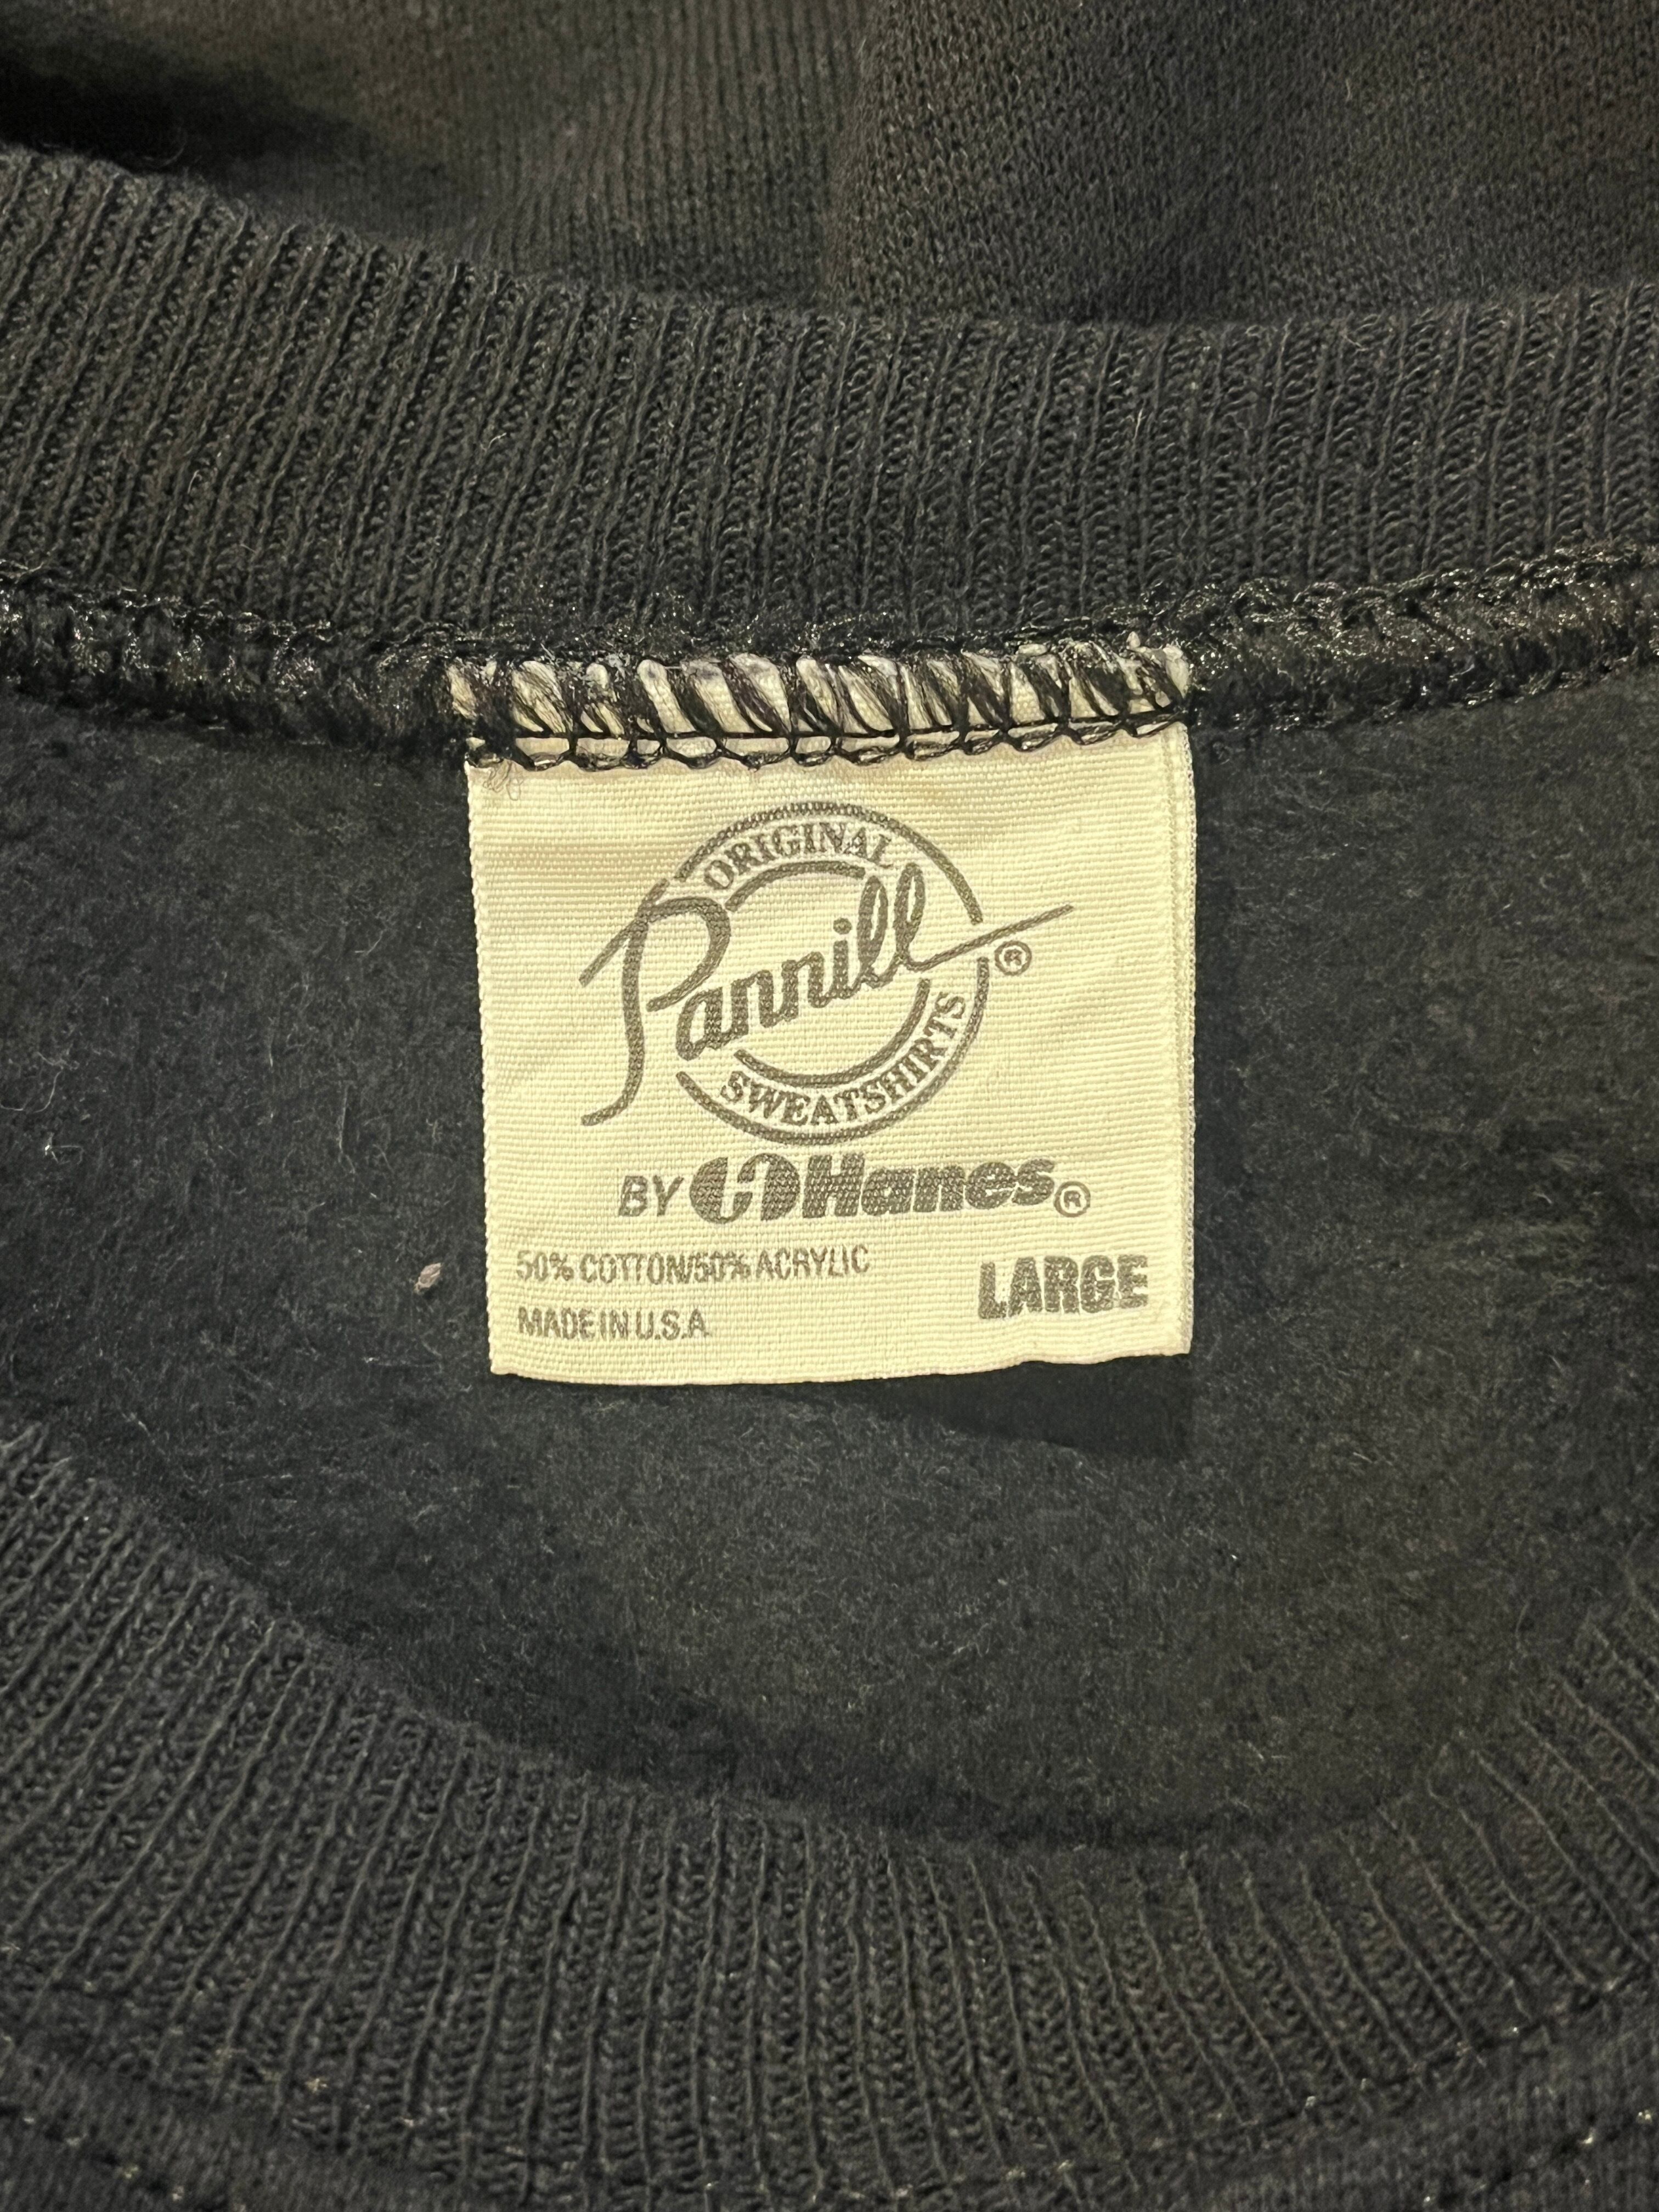 ORIGINAL
Pannill ®
SWEATSHIRTS
BY Hanes®
50% COTTON/50% ACRYLIC
LARGE
MADE IN U.S.A.